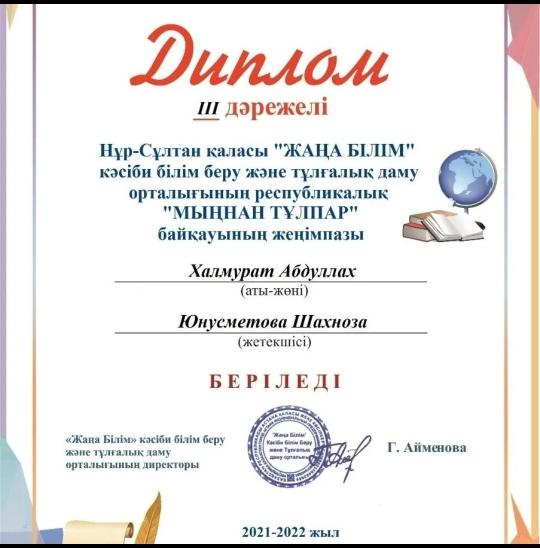 Диплом
III дәрежелі
Нұр-Сұлтан қаласы "ЖАҢА БІЛІМ"
кәсіби білім беру және тұлғалық даму
орталығының республикалық
"МЫҢНАН ТҰЛПАР"
байқауының жеңімпазы
Халмурат Абдуллах
(аты-жөні)
Юнусметова Шахноза
(жетекшісі)
БЕРІЛЕДІ
«Жаңа Білім» кәсіби білім беру
және тұлғалық даму
орталығының директоры
"Жаңа Білім"
Кәсіби Білім Беру
және Тұлғалық
даму орталығы
Г. Айменова
2021-2022 жыл